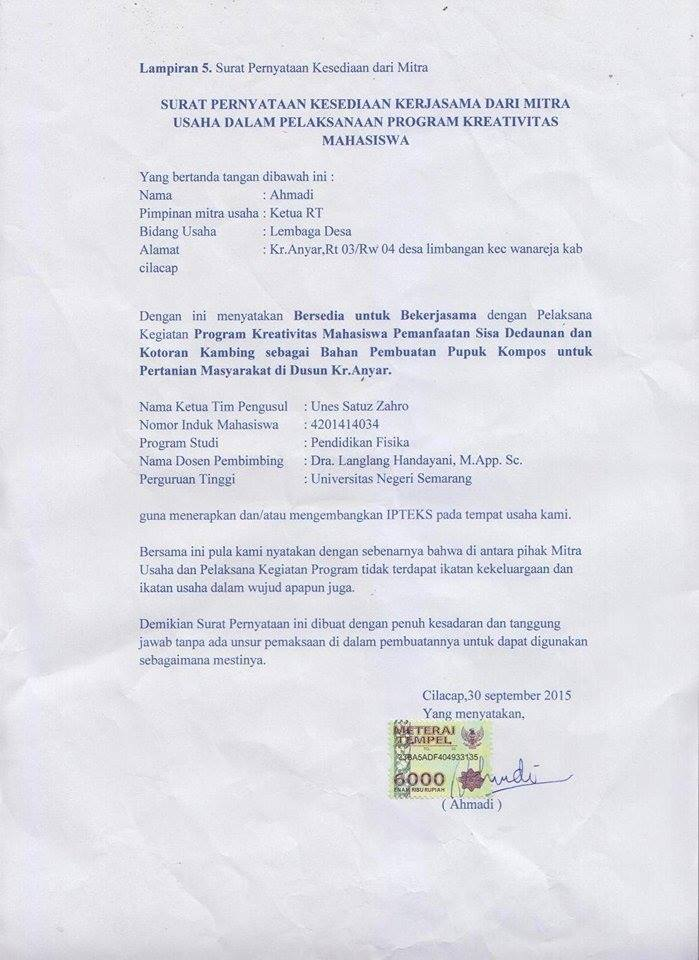 Lampiran 5. Surat Pernyataan Kesediaan dari Mitra
SURAT PERNYATAAN KESEDIAAN KERJASAMA DARI MITRA
USAHA DALAM PELAKSANAAN PROGRAM KREATIVITAS
MAHASISWA
Yang bertanda tangan dibawah ini :
Nama : Ahmadi
Pimpinan mitra usaha : Ketua RT
Bidang Usaha : Lembaga Desa
Alamat : Kr.Anyar,Rt 03/Rw 04 desa limbangan kec wanareja kab
cilacap
Dengan ini menyatakan Bersedia untuk Bekerjasama dengan Pelaksana
Kegiatan Program Kreativitas Mahasiswa Pemanfaatan Sisa Dedaunan dan
Kotoran Kambing sebagai Bahan Pembuatan Pupuk Kompos untuk
Pertanian Masyarakat di Dusun Kr.Anyar.
Nama Ketua Tim Pengusul : Unes Satuz Zahro
Nomor Induk Mahasiswa : 4201414034
Program Studi : Pendidikan Fisika
Nama Dosen Pembimbing : Dra. Langlang Handayani, M.App. Sc.
Perguruan Tinggi : Universitas Negeri Semarang
guna menerapkan dan/atau mengembangkan IPTEKS pada tempat usaha kami.
Bersama ini pula kami nyatakan dengan sebenarnya bahwa di antara pihak Mitra
Usaha dan Pelaksana Kegiatan Program tidak terdapat ikatan kekeluargaan dan
ikatan usaha dalam wujud apapun juga.
Demikian Surat Pernyataan ini dibuat dengan penuh kesadaran dan tanggung
jawab tanpa ada unsur pemaksaan di dalam pembuatannya untuk dapat digunakan
sebagaimana mestinya.
Cilacap,30 september 2015
Yang menyatakan,
METERAI
TEMPEL
ADF404933135
6000
ENAM RIBU RUPIAH
( Ahmadi )